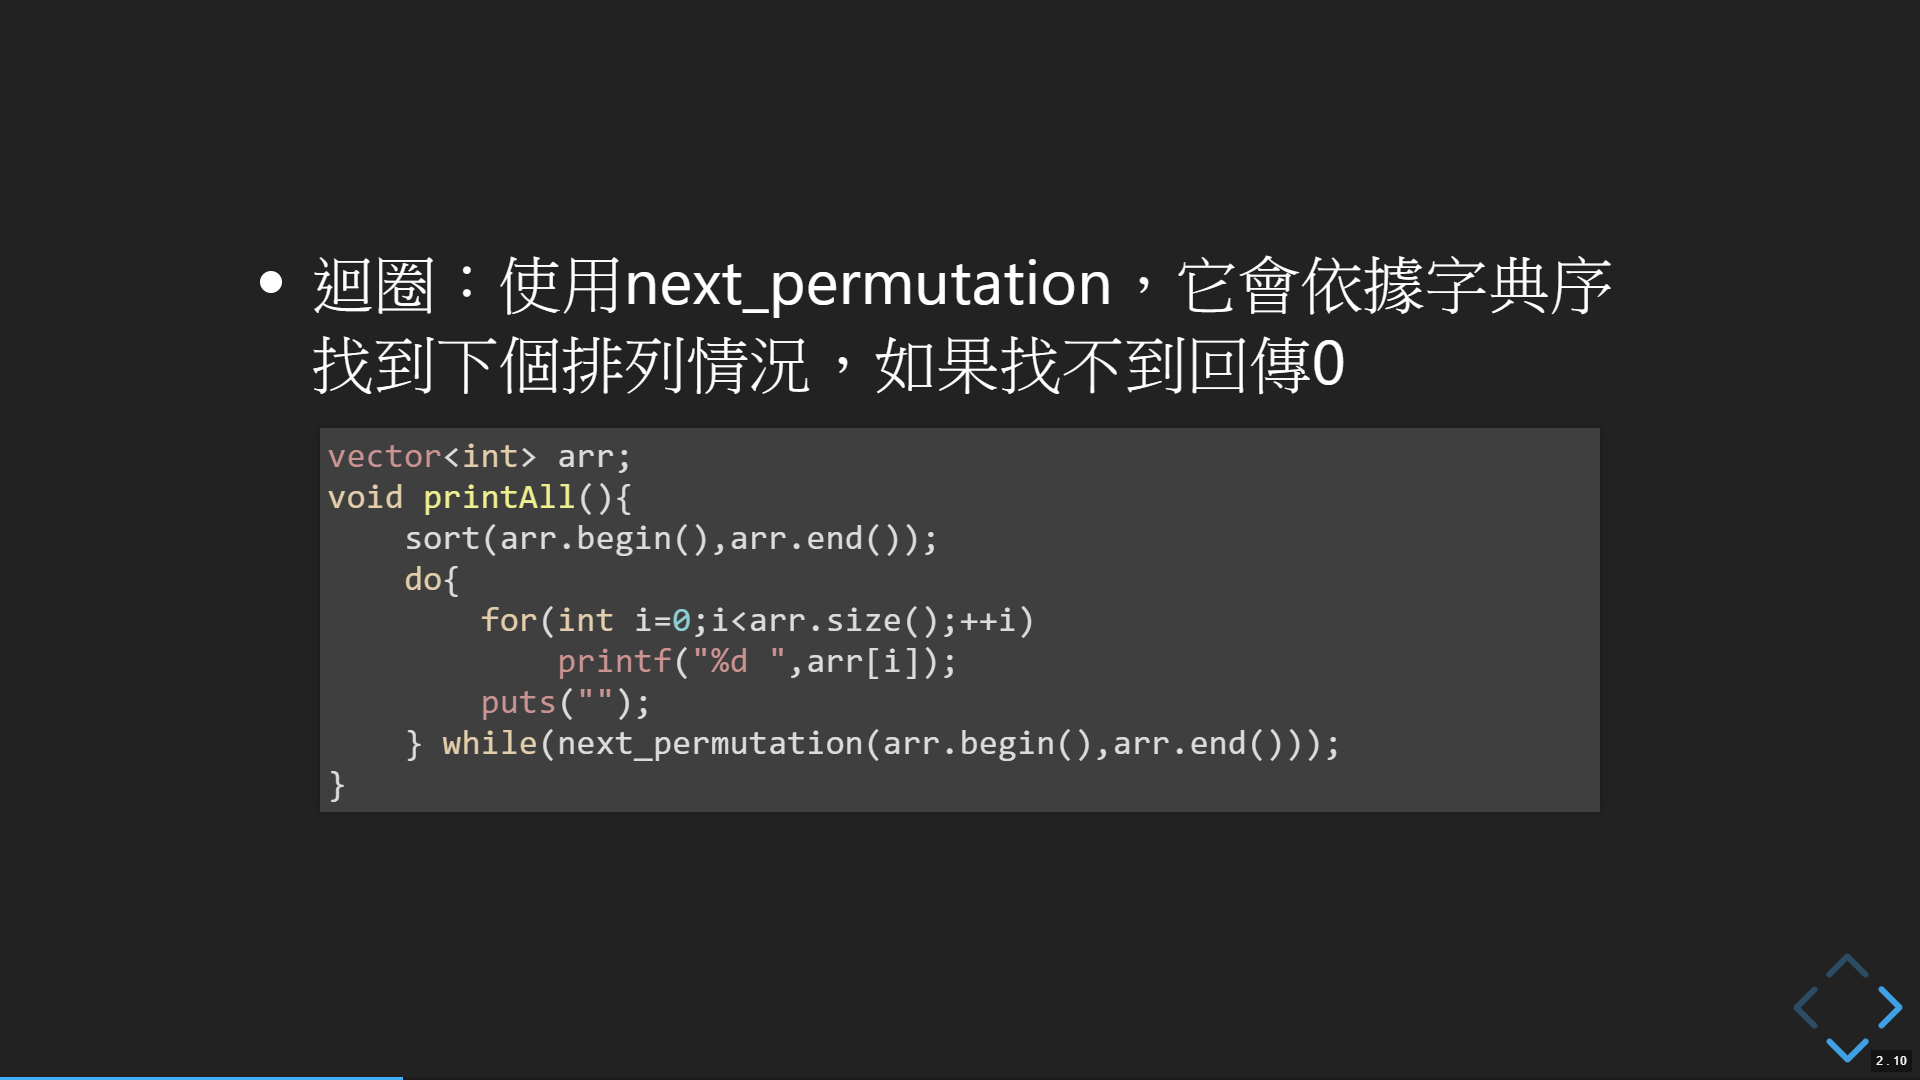 迴圈：使用next_permutation，它會依據字典序
找到下個排列情況，如果找不到回傳0
vector<int> arr;
void printAll(){
    sort(arr.begin(),arr.end());
    do{
        for(int i=0;i<arr.size();++i)
            printf("%d ",arr[i]);
        puts("");
    } while(next_permutation(arr.begin(),arr.end()));
}
2.10